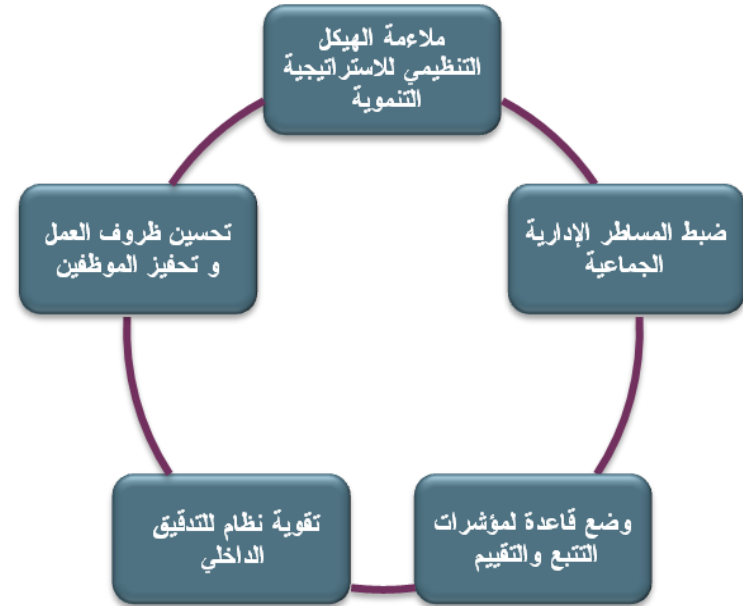 ملاءمة الهيكل
التنظيمي للاستراتيجية
التنموية
ضبط المساطر الإدارية
الجماعية
وضع قاعدة لمؤشرات
التتبع والتقييم
تقوية نظام للتدقيق
الداخلي
تحسين ظروف العمل
و تحفيز الموظفين